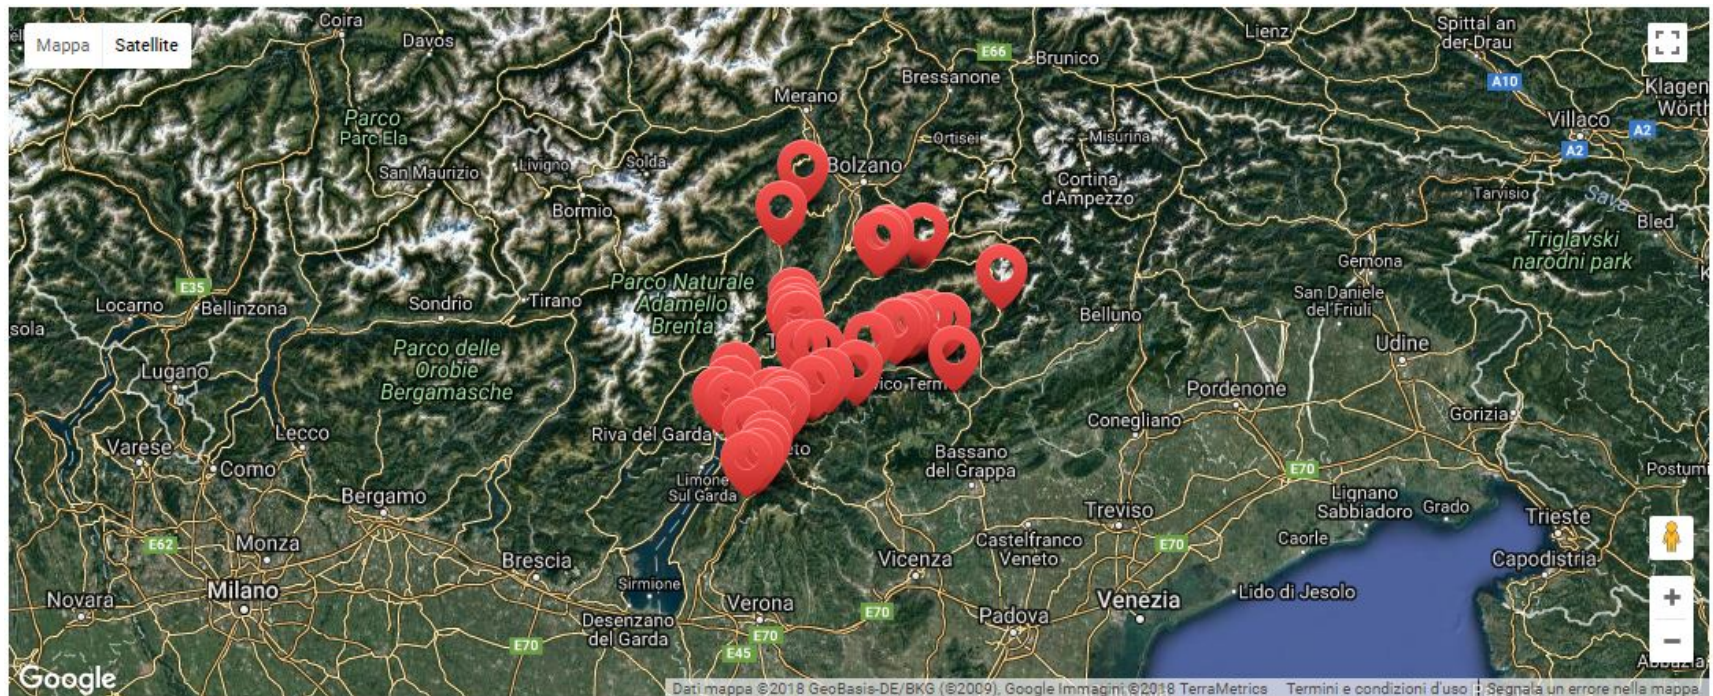 Coira
Spittal an
der-Drau
Lienz
Mappa
Satellite
Davos
E66
Brunico
Bressanone
A10
Klagen
Wörth
Merano
Parco
Parc Ela
Villaco
A2
Ortisei
Misurina
A2
Livigno
Solda
Bolzano
San Maurizio
Cortina
d'Ampezzo
Tarvisio
Sava
Bormio
Bled
Triglavski
narodni park
Gemona
Parco Naturale
Adamello
Brenta
E35
San Daniele
del Friuli
Locarno
Bellinzona
Sondrio
Tirano
Belluno
sola
T
Udine
Parco delle
Orobie
Bergamasche
Lugano
vico Term
Pordenone
Gorizia
Conegliano
Lecco
Riva del Garda
Varese
eto
Bassano
del Grappa
Como
E70
Postumi
Limone
Sul Garda
Bergamo
Lignano
Sabbiadoro
Grado
Treviso
Trieste
E62
Monza
Castelfranco
Veneto
E70
Caorle
Brescia
Vicenza
Capodistria
Sirmione
Milano
Novara
Verona
E70
Venezia
Lido di Jesolo
Padova
Desenzano
del Garda
E70
E70
E45
Abbazia
Google
Dati mappa ©2018 GeoBasis-DE/BKG (©2009), Google Immagini ©2018 TerraMetrics
Termini e condizioni d'uso
Segnala un errore nella mappa